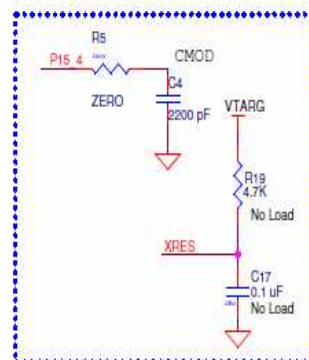 R5
CMOD
P15_4
C4
ZERO
2200 pF
VTARG
R19
4.7K
No Load
XRES
C17
0.1 uF
No Load